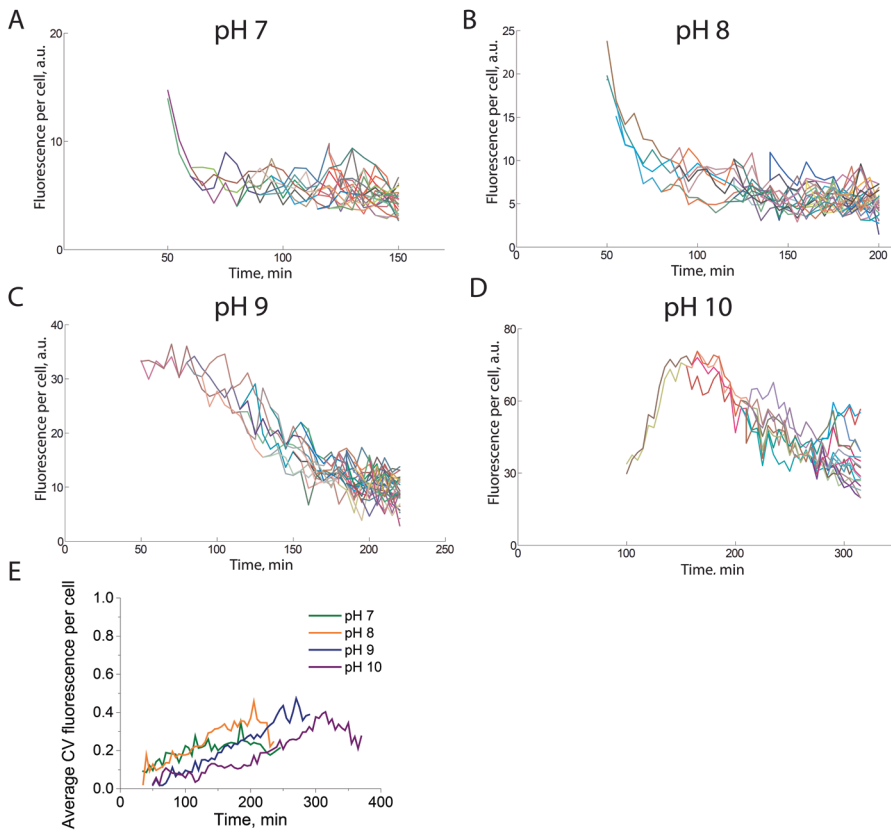 A
pH 7
Fluorescence per cell, a.u.
20
10
0
50
100
150
Time, min
B
pH 8
Fluorescence per cell, a.u.
25
20
15
10
5
0
0
50
100
150
200
Time, min
C
pH 9
Fluorescence per cell, a.u.
40
30
20
10
0
0
50
100
150
200
250
Time, min
D
pH 10
Fluorescence per cell, a.u.
80
60
30
0
0
100
200
300
Time, min
E
Average CV fluorescence per cell
1.0
0.8
0.6
0.4
0.2
0.0
0
100
200
300
400
Time, min
pH 7
pH 8
pH 9
pH 10